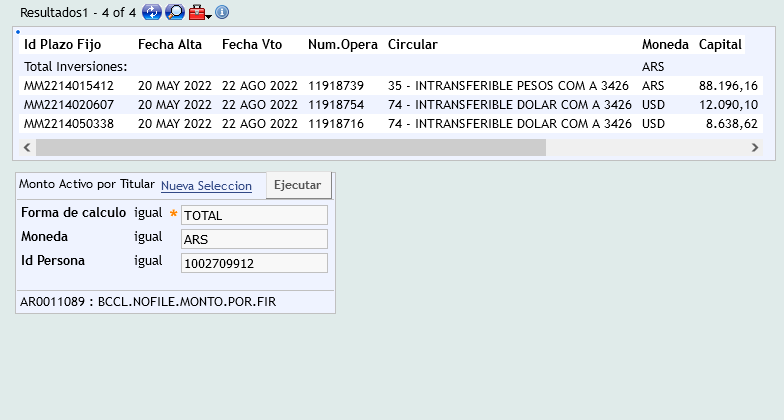 Resultados1 - 4 of 4
Id Plazo Fijo Fecha Alta Fecha Vto Num.Opera Circular Moneda Capital
Total Inversiones: ARS
MM2214015412 20 MAY 2022 22 AGO 2022 11918739 35 - INTRANSFERIBLE PESOS COM A 3426 ARS 88.196,16
MM2214020607 20 MAY 2022 22 AGO 2022 11918754 74 - INTRANSFERIBLE DOLAR COM A 3426 USD 12.090,10
MM2214050338 20 MAY 2022 22 AGO 2022 11918716 74 - INTRANSFERIBLE DOLAR COM A 3426 USD 8.638,62
Monto Activo por Titular Nueva Seleccion Ejecutar
Forma de calculo igual * TOTAL
Moneda igual ARS
Id Persona igual 1002709912
AR0011089 : BCCL.NOFILE.MONTO.POR.FIR